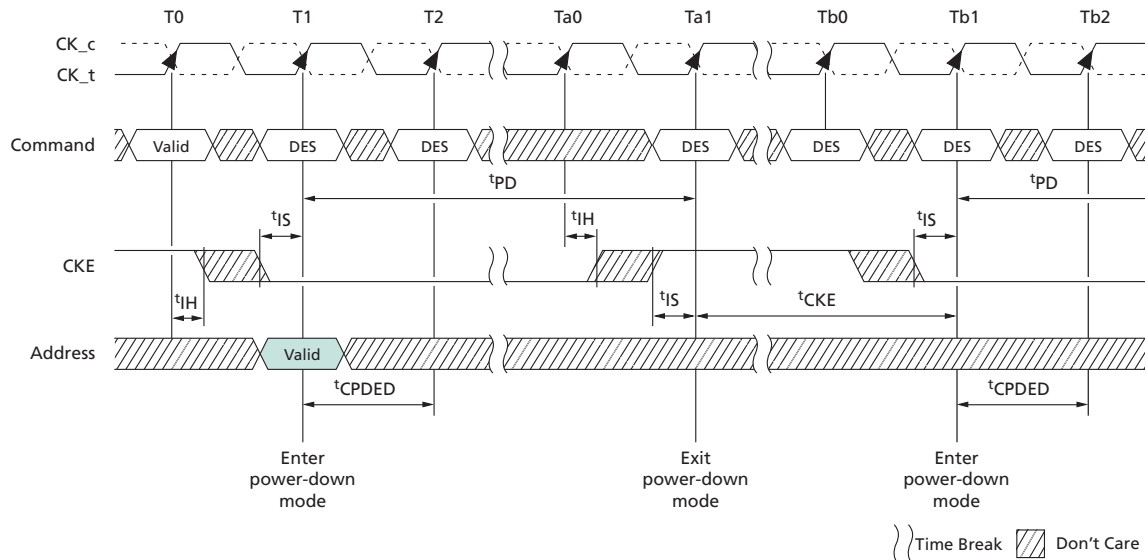 T0 T1 T2 Ta0 Ta1 Tb0 Tb1 Tb2
CK_c
CK_t
Command Valid DES DES DES DES DES DES
tPD tPD
tIS tIH tIS
CKE
tIH tIS tCKE
Address Valid
tCPDED tCPDED
Enter power-down mode
Exit power-down mode
Enter power-down mode
Time Break Don't Care